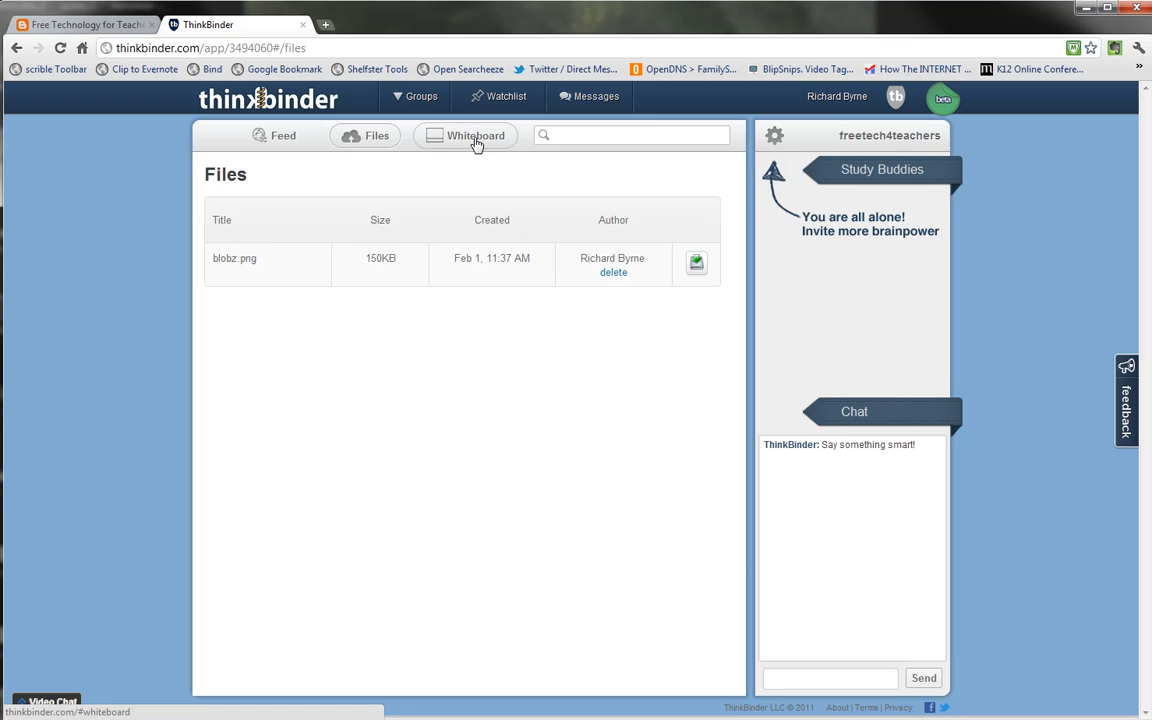 Free Technology for Teache
ThinkBinder
thinkbinder.com/app/3494060#/files
scrible Toolbar
Clip to Evernote
Bind
Google Bookmark
Shelfster Tools
Open Searcheeze
Twitter / Direct Mes...
OpenDNS > FamilyS...
BlipSnips. Video Tag...
How The INTERNET ...
K12 Online Confere...
»
thinkbinder
Groups
Watchlist
Messages
Richard Byrne
tb
beta
Feed
Files
Whiteboard
freetech4teachers
Files
Study Buddies
You are all alone!
Invite more brainpower
Title
Size
Created
Author
blobz.png
150KB
Feb 1, 11:37 AM
Richard Byrne
delete
feedback
Chat
ThinkBinder: Say something smart!
Send
Video Chat
thinkbinder.com/#whiteboard
ThinkBinder LLC © 2011
About | Terms | Privacy